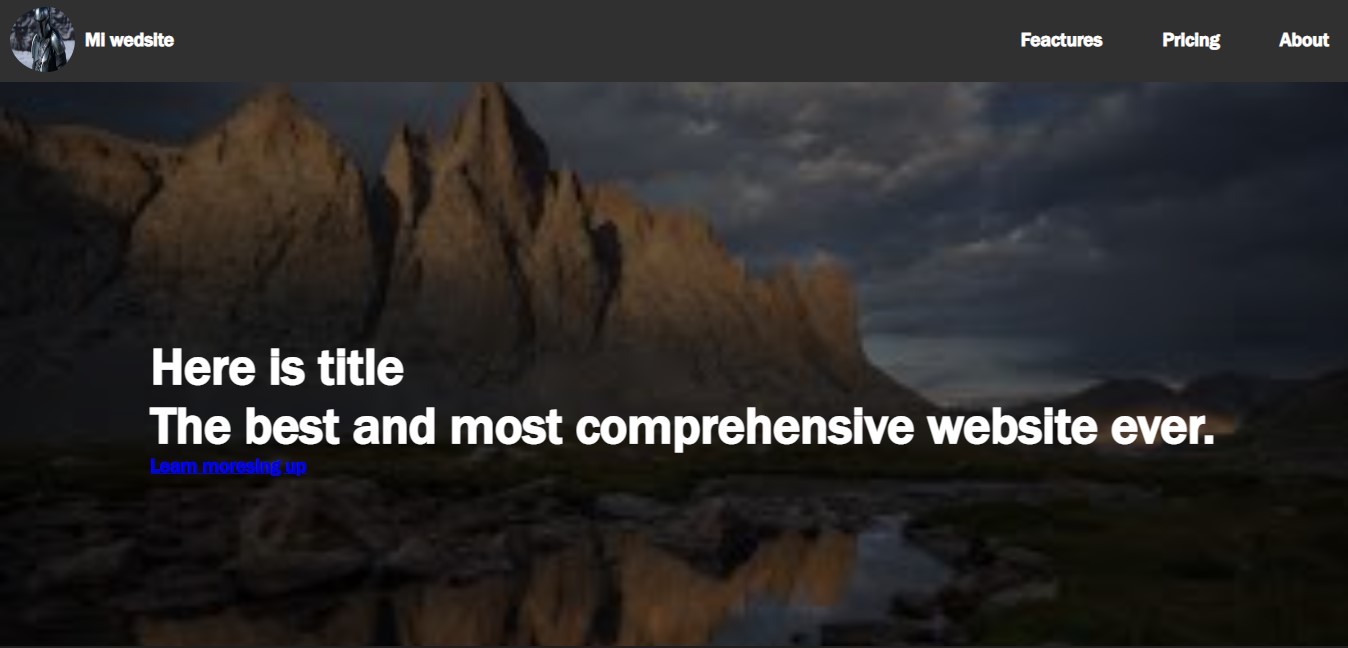 MI wedsite
Feactures
Pricing
About
Here is title
The best and most comprehensive website ever.
Learn moresing up